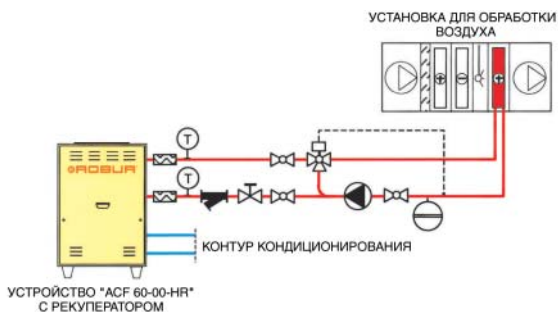 УСТАНОВКА ДЛЯ ОБРАБОТКИ
ВОЗДУХА
T
ROBUR
T
КОНТУР КОНДИЦИОНИРОВАНИЯ
УСТРОЙСТВО "ACF 60-00-HR"
С РЕКУПЕРАТОРОМ